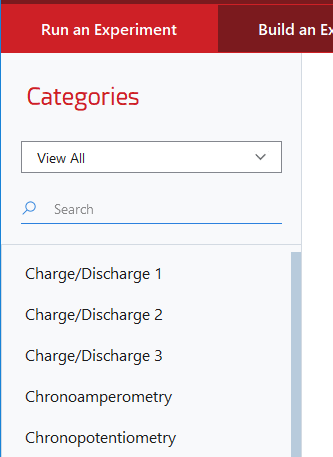 Run an Experiment
Build an Ex
Categories
View All
Search
Charge/Discharge 1
Charge/Discharge 2
Charge/Discharge 3
Chronoamperometry
Chronopotentiometry